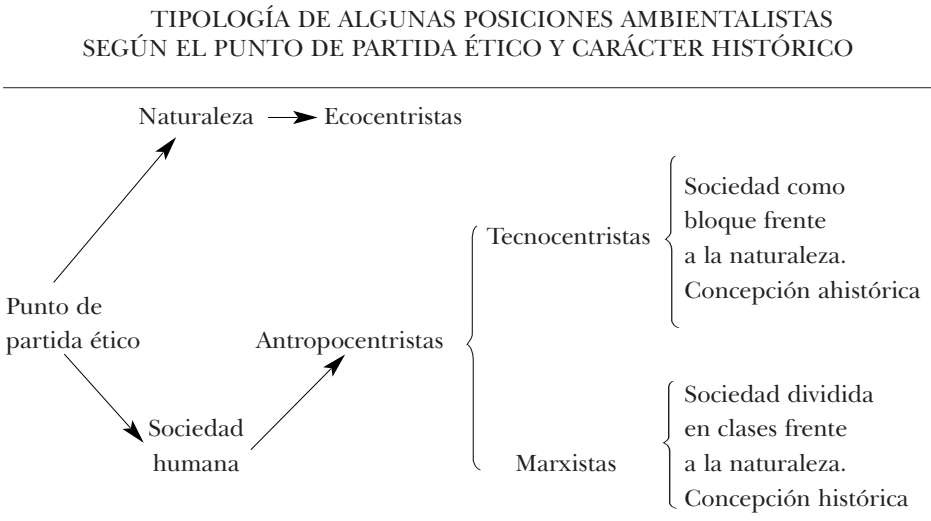 TIPOLOGÍA DE ALGUNAS POSICIONES AMBIENTALISTAS
SEGÚN EL PUNTO DE PARTIDA ÉTICO Y CARÁCTER HISTÓRICO
Naturaleza
Ecocentristas
Punto de
partida ético
Sociedad
humana
Antropocentristas
Tecnocentristas
Sociedad como
bloque frente
a la naturaleza.
Concepción ahistórica
Marxistas
Sociedad dividida
en clases frente
a la naturaleza.
Concepción histórica